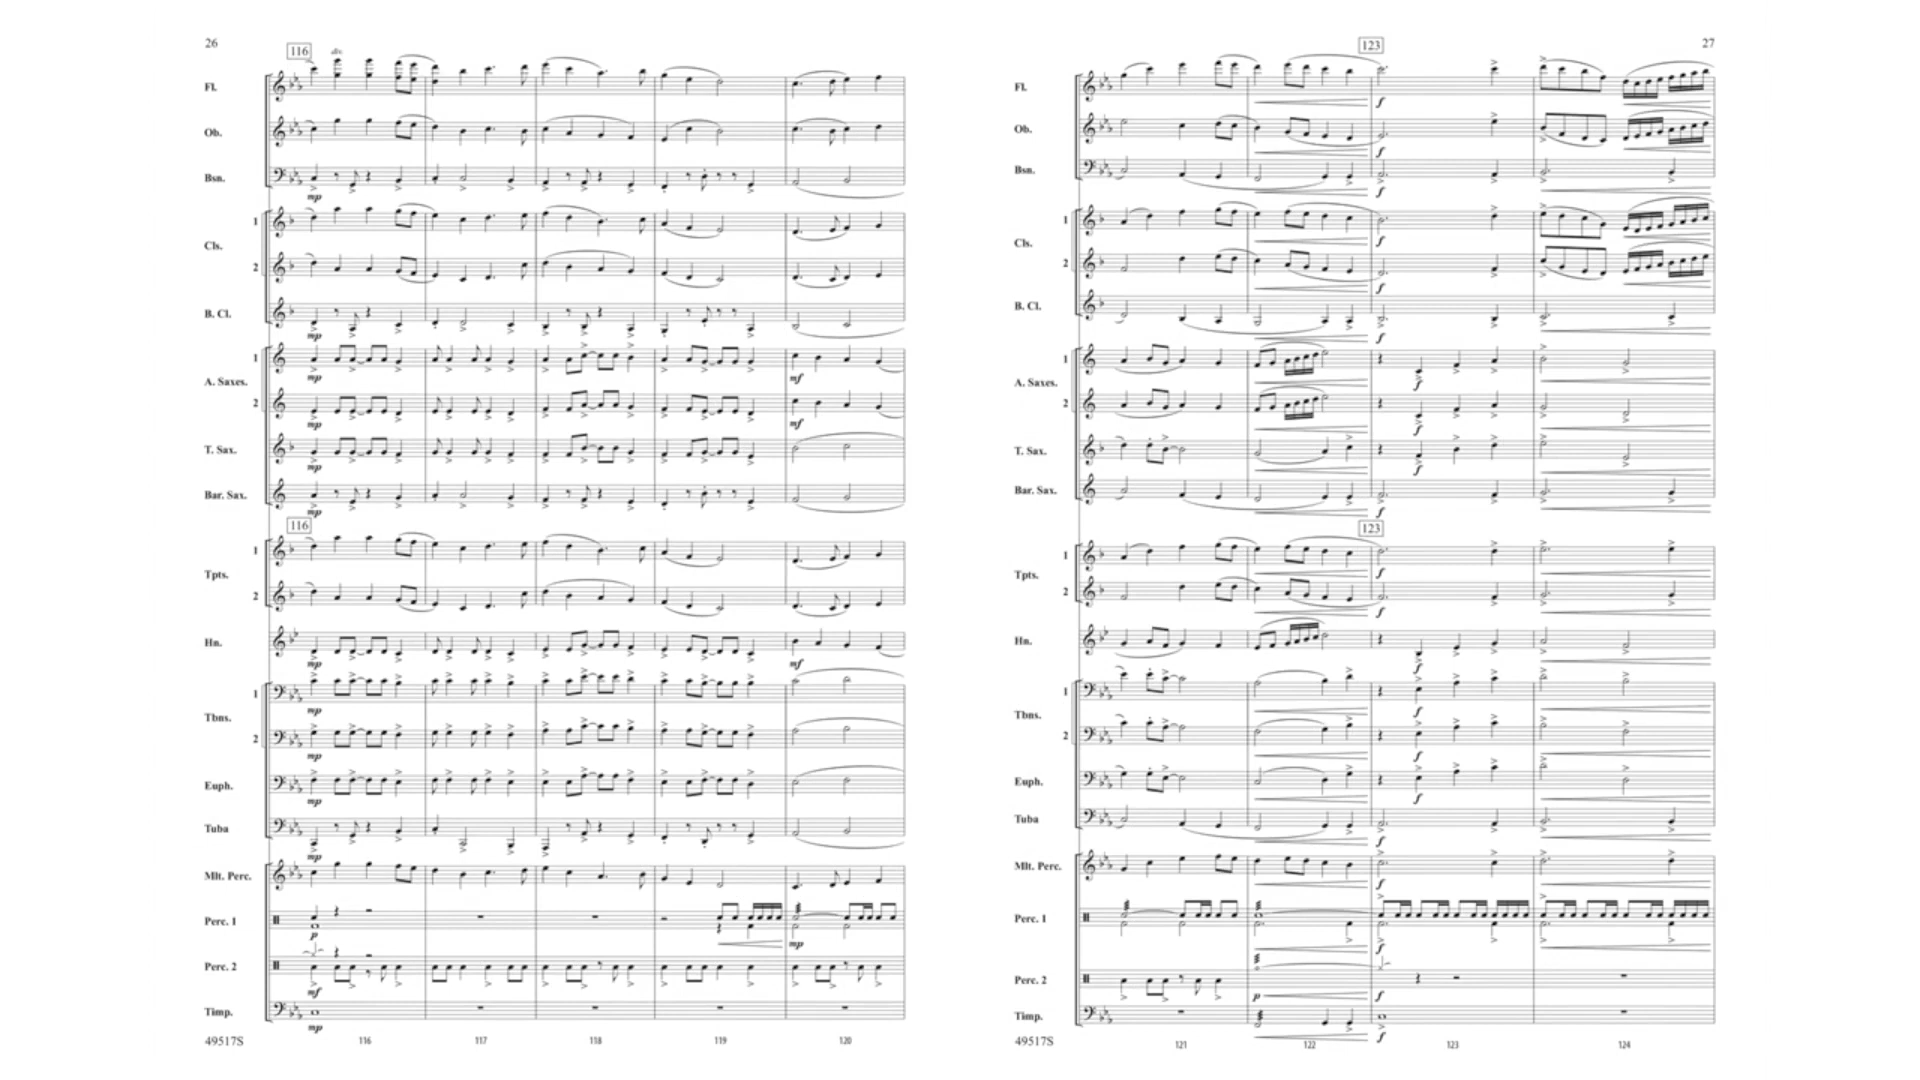 26
116
div.
Fl.
Ob.
Bsn.
mp
1
Cls.
2
B. Cl.
mp
1
mp
A. Saxes.
mf
2
mp
mf
T. Sax.
mp
Bar. Sax.
mp
116
1
Tpts.
2
Hn.
mp
mf
1
mp
Tbns.
2
mp
Euph.
mp
Tuba
mp
Mlt. Perc.
Perc. 1
p
mp
Perc. 2
mf
Timp.
mp
49517S
116
117
118
119
120
123
27
Fl.
f
Ob.
f
Bsn.
f
1
f
Cls.
2
f
B. Cl.
f
1
f
A. Saxes.
2
f
T. Sax.
f
Bar. Sax.
f
123
1
f
Tpts.
2
f
Hn.
f
1
f
Tbns.
2
f
Euph.
f
Tuba
f
Mlt. Perc.
f
Perc. 1
f
Perc. 2
p
f
Timp.
f
49517S
121
122
123
124